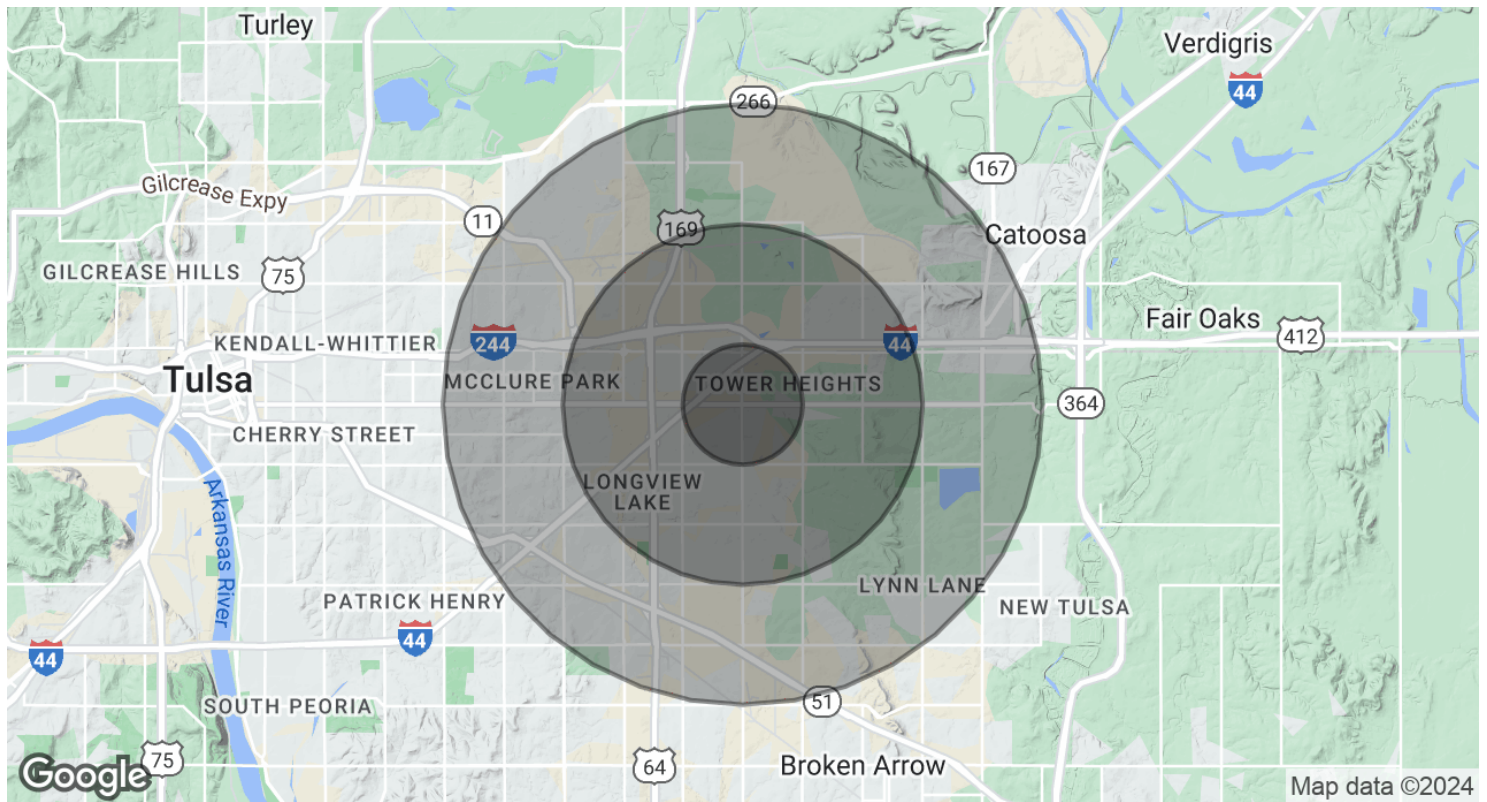 Turley
Verdigris
44
266
167
Gilcrease Expy
11
169
Catoosa
GILCREASE HILLS
75
Fair Oaks
412
KENDALL-WHITTIER
244
44
Tulsa
MCCLURE PARK
TOWER HEIGHTS
364
CHERRY STREET
LONGVIEW
LAKE
Arkansas River
LYNN LANE
PATRICK HENRY
NEW TULSA
44
44
SOUTH PEORIA
51
75
64
Broken Arrow
Google
Map data ©2024